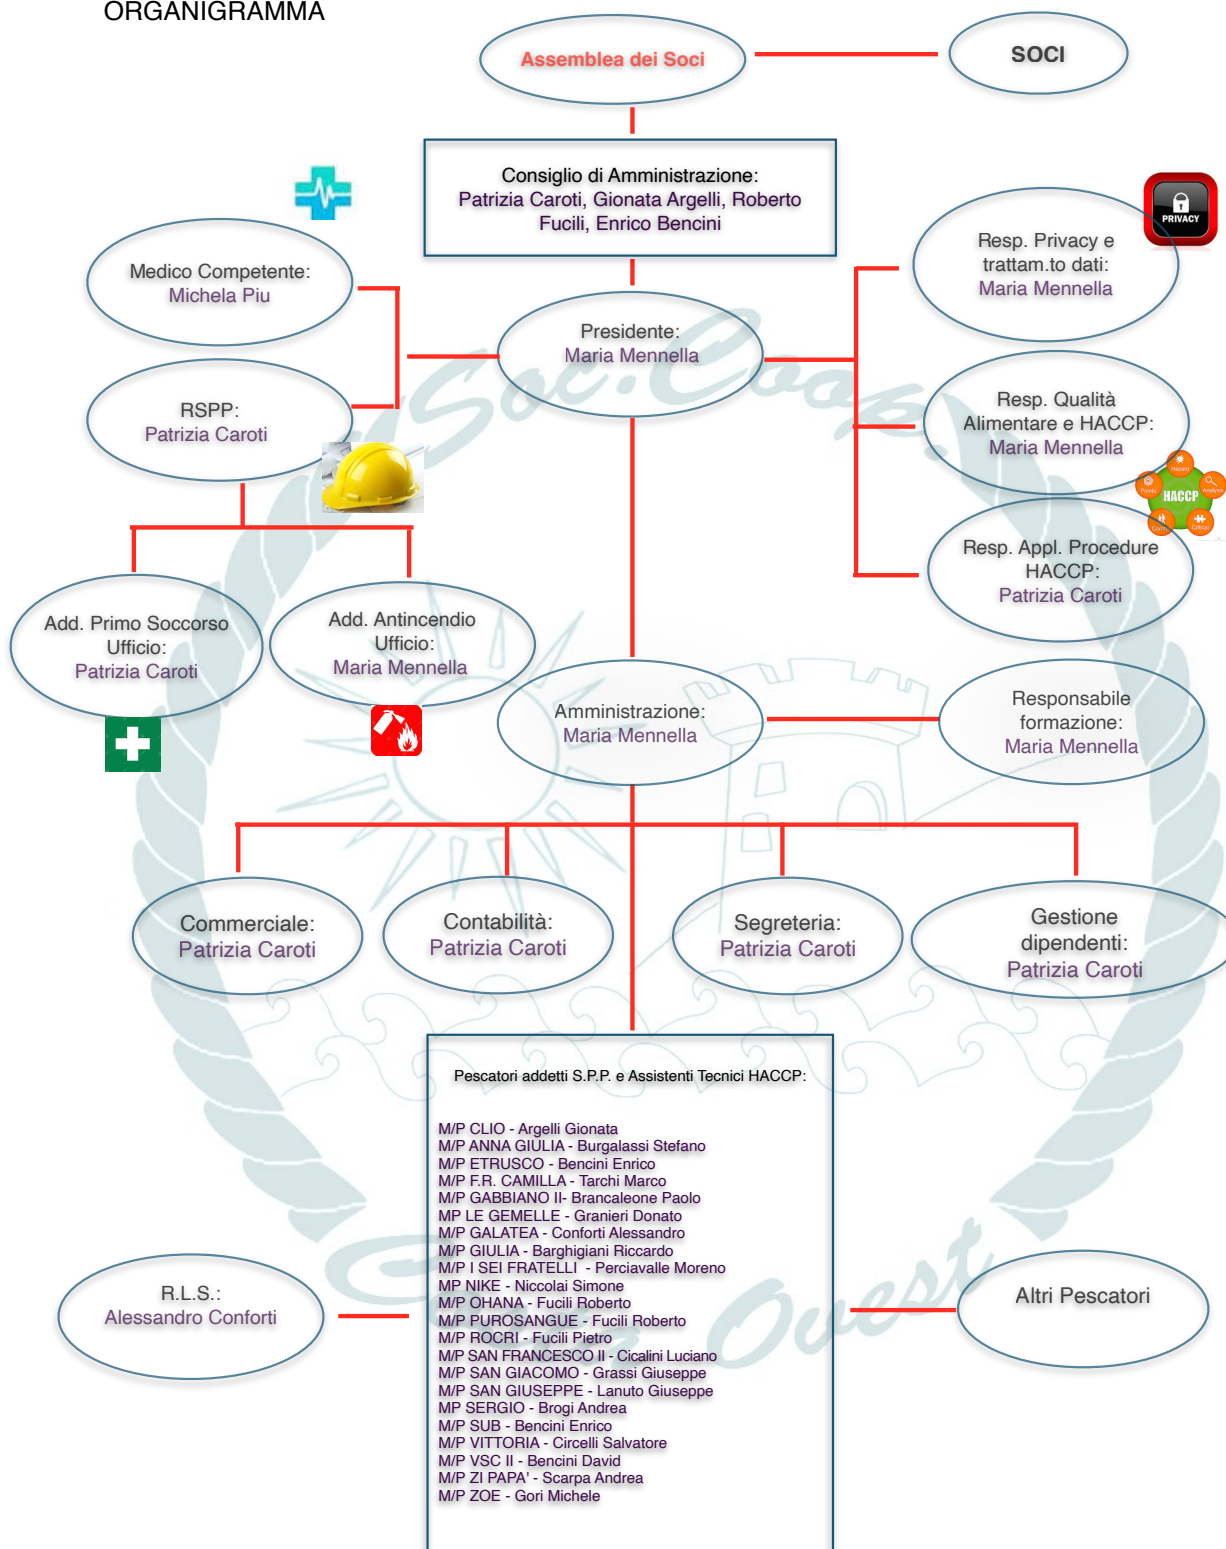 ORGANIGRAMMA
Assemblea dei Soci
SOCI
Consiglio di Amministrazione:
Patrizia Caroti, Gionata Argelli, Roberto
Fucili, Enrico Bencini
PRIVACY
Medico Competente:
Michela Piu
Resp. Privacy e
trattam.to dati:
Maria Mennella
Presidente:
Maria Mennella
Soc.Coop.
RSPP:
Patrizia Caroti
Resp. Qualità
Alimentare e HACCP:
Maria Mennella
Hazard
Points
Analysis
HACCP
Control
Critical
Resp. Appl. Procedure
HACCP:
Patrizia Caroti
Add. Primo Soccorso
Ufficio:
Patrizia Caroti
Add. Antincendio
Ufficio:
Maria Mennella
Amministrazione:
Maria Mennella
Responsabile
formazione:
Maria Mennella
Commerciale:
Patrizia Caroti
Contabilità:
Patrizia Caroti
Segreteria:
Patrizia Caroti
Gestione
dipendenti:
Patrizia Caroti
Pescatori addetti S.P.P. e Assistenti Tecnici HACCP:
M/P CLIO - Argelli Gionata
M/P ANNA GIULIA - Burgalassi Stefano
M/P ETRUSCO - Bencini Enrico
M/P F.R. CAMILLA - Tarchi Marco
M/P GABBIANO II- Brancaleone Paolo
MP LE GEMELLE - Granieri Donato
M/P GALATEA - Conforti Alessandro
M/P GIULIA - Barghigiani Riccardo
M/P I SEI FRATELLI - Perciavalle Moreno
MP NIKE - Niccolai Simone
M/P OHANA - Fucili Roberto
M/P PUROSANGUE - Fucili Roberto
M/P ROCRI - Fucili Pietro
M/P SAN FRANCESCO II - Cicalini Luciano
M/P SAN GIACOMO - Grassi Giuseppe
M/P SAN GIUSEPPE - Lanuto Giuseppe
MP SERGIO - Brogi Andrea
M/P SUB - Bencini Enrico
M/P VITTORIA - Circelli Salvatore
M/P VSC II - Bencini David
M/P ZI PAPA' - Scarpa Andrea
M/P ZOE - Gori Michele
R.L.S.:
Alessandro Conforti
Altri Pescatori
Ovest